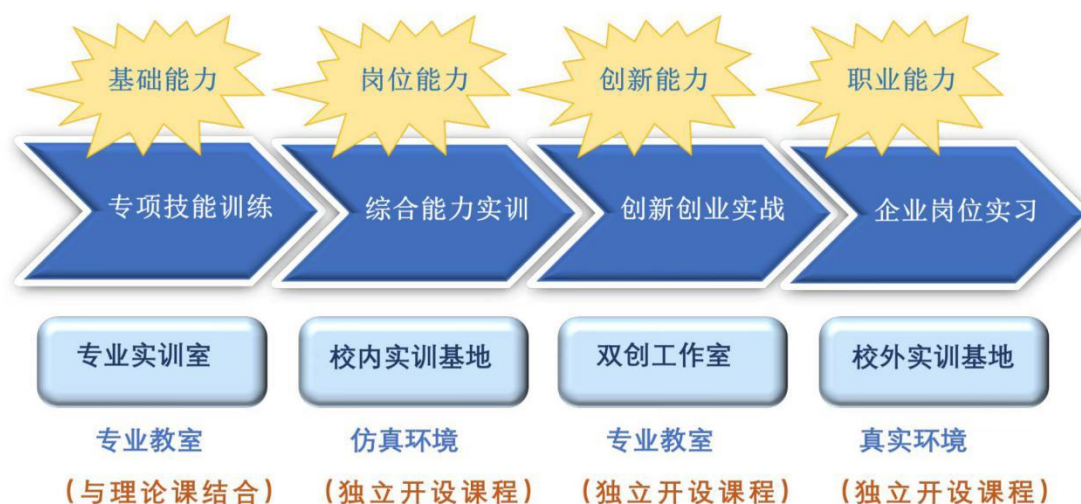 基础能力 岗位能力 创新能力 职业能力
专项技能训练 综合能力实训 创新创业实战 企业岗位实习
专业实训室 校内实训基地 双创工作室 校外实训基地
专业教室 仿真环境 专业教室 真实环境
（与理论课结合） （独立开设课程） （独立开设课程） （独立开设课程）